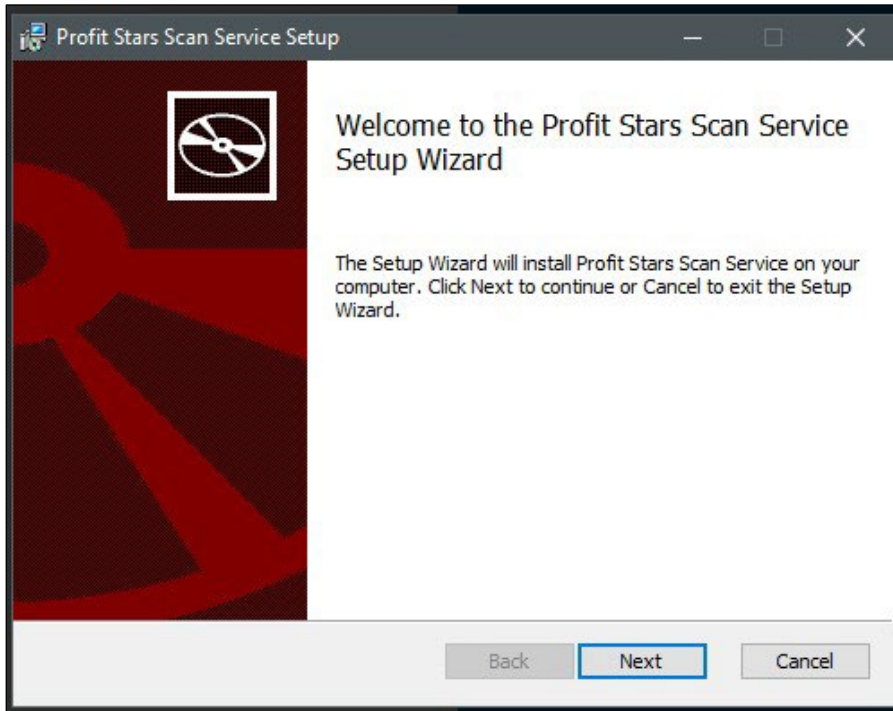 Profit Stars Scan Service Setup
Welcome to the Profit Stars Scan Service
Setup Wizard
The Setup Wizard will install Profit Stars Scan Service on your
computer. Click Next to continue or Cancel to exit the Setup
Wizard.
Back Next Cancel